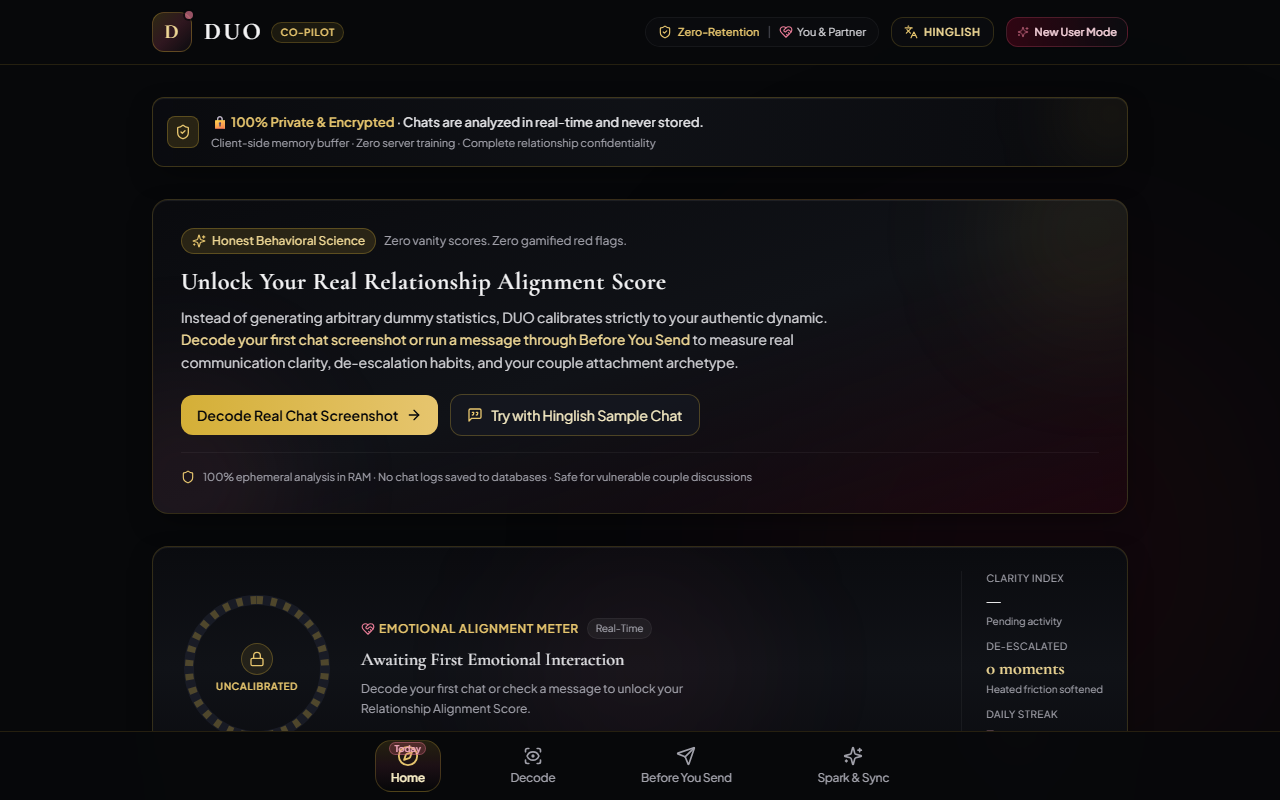 D DUO CO-PILOT Zero-Retention | You & Partner HINGLISH New User Mode
🔒 100% Private & Encrypted · Chats are analyzed in real-time and never stored.
Client-side memory buffer · Zero server training · Complete relationship confidentiality
Honest Behavioral Science Zero vanity scores. Zero gamified red flags.
Unlock Your Real Relationship Alignment Score
Instead of generating arbitrary dummy statistics, DUO calibrates strictly to your authentic dynamic.
Decode your first chat screenshot or run a message through Before You Send to measure real
communication clarity, de-escalation habits, and your couple attachment archetype.
Decode Real Chat Screenshot → Try with Hinglish Sample Chat
100% ephemeral analysis in RAM · No chat logs saved to databases · Safe for vulnerable couple discussions
UNCALIBRATED
EMOTIONAL ALIGNMENT METER Real-Time
Awaiting First Emotional Interaction
Decode your first chat or check a message to unlock your
Relationship Alignment Score.
CLARITY INDEX
—
Pending activity
DE-ESCALATED
0 moments
Heated friction softened
DAILY STREAK
Today
Home Decode Before You Send Spark & Sync